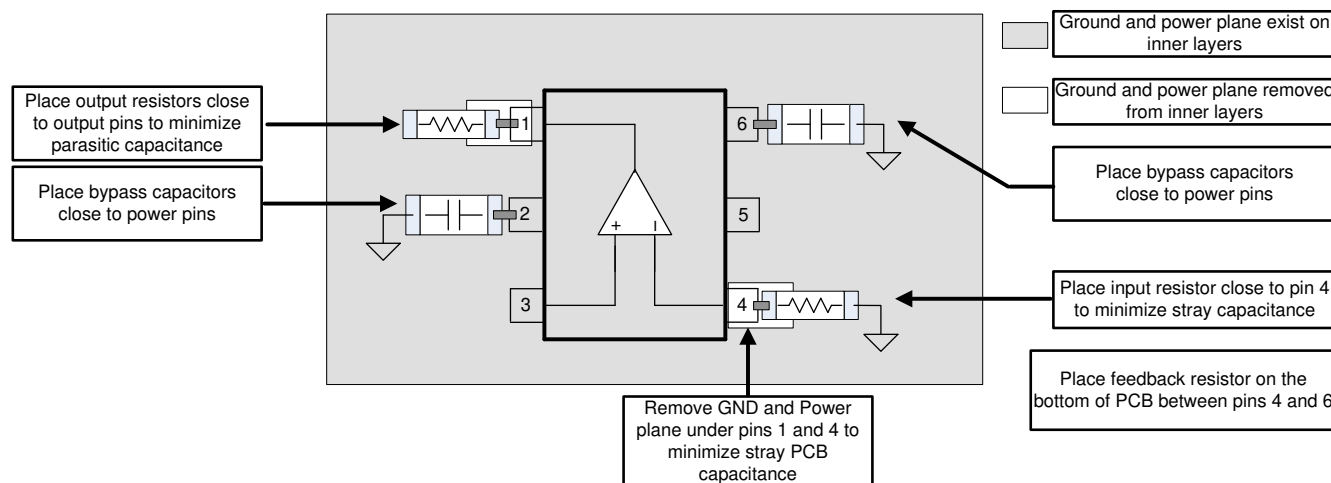 Ground and power plane exist on
inner layers
Ground and power plane removed
from inner layers
Place output resistors close
to output pins to minimize
parasitic capacitance
Place bypass capacitors
close to power pins
1
2
3
+
–
6
5
4
Place bypass capacitors
close to power pins
Place input resistor close to pin 4
to minimize stray capacitance
Place feedback resistor on the
bottom of PCB between pins 4 and 6
Remove GND and Power
plane under pins 1 and 4 to
minimize stray PCB
capacitance